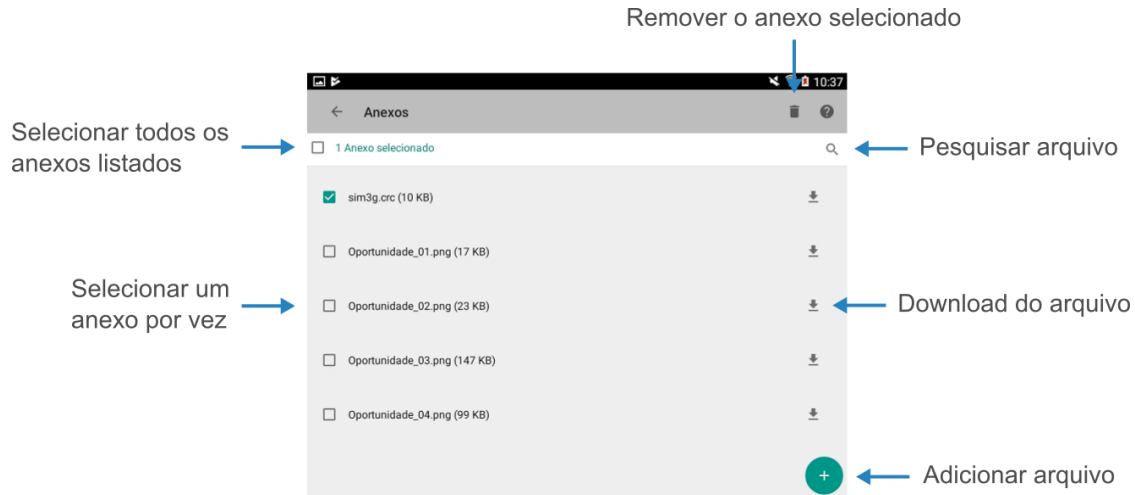 Remover o anexo selecionado
10:37
Anexos
Selecionar todos os
anexos listados
1 Anexo selecionado
Pesquisar arquivo
sim3g.crc (10 KB)
Oportunidade_01.png (17 KB)
Selecionar um
anexo por vez
Oportunidade_02.png (23 KB)
Download do arquivo
Oportunidade_03.png (147 KB)
Oportunidade_04.png (99 KB)
Adicionar arquivo